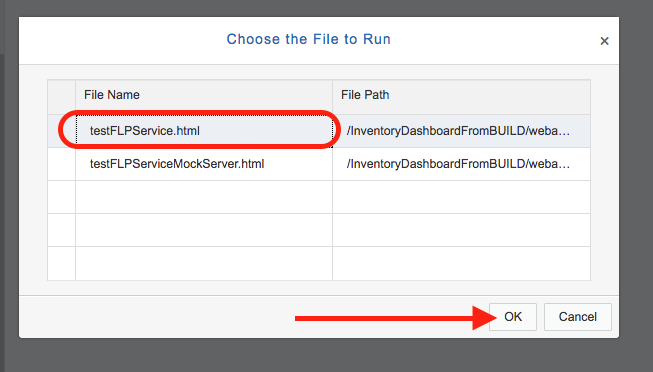 Choose the File to Run
×
File Name File Path
testFLPService.html /InventoryDashboardFromBUILD/weba…
testFLPServiceMockServer.html /InventoryDashboardFromBUILD/weba…
OK Cancel